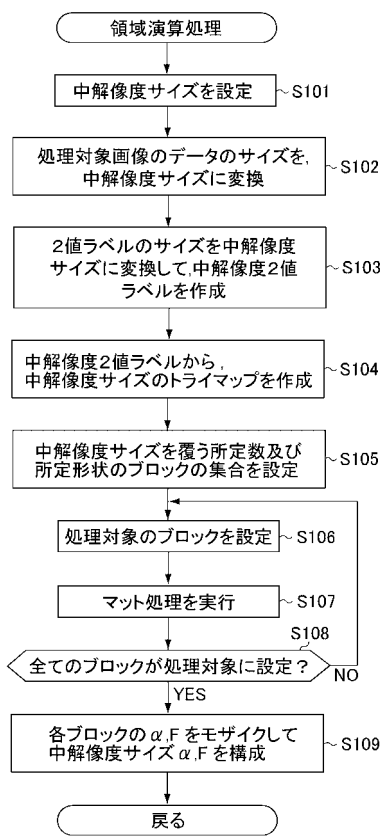 領域演算処理
中解像度サイズを設定
S101
処理対象画像のデータのサイズを,
中解像度サイズに変換
S102
2値ラベルのサイズを中解像度
サイズに変換して,中解像度2値
ラベルを作成
S103
中解像度2値ラベルから,
中解像度サイズのトライマップを作成
S104
中解像度サイズを覆う所定数及び
所定形状のブロックの集合を設定
S105
処理対象のブロックを設定
S106
マット処理を実行
S107
S108
全てのブロックが処理対象に設定?
NO
YES
各ブロックのα,Fをモザイクして
中解像度サイズα,Fを構成
S109
戻る